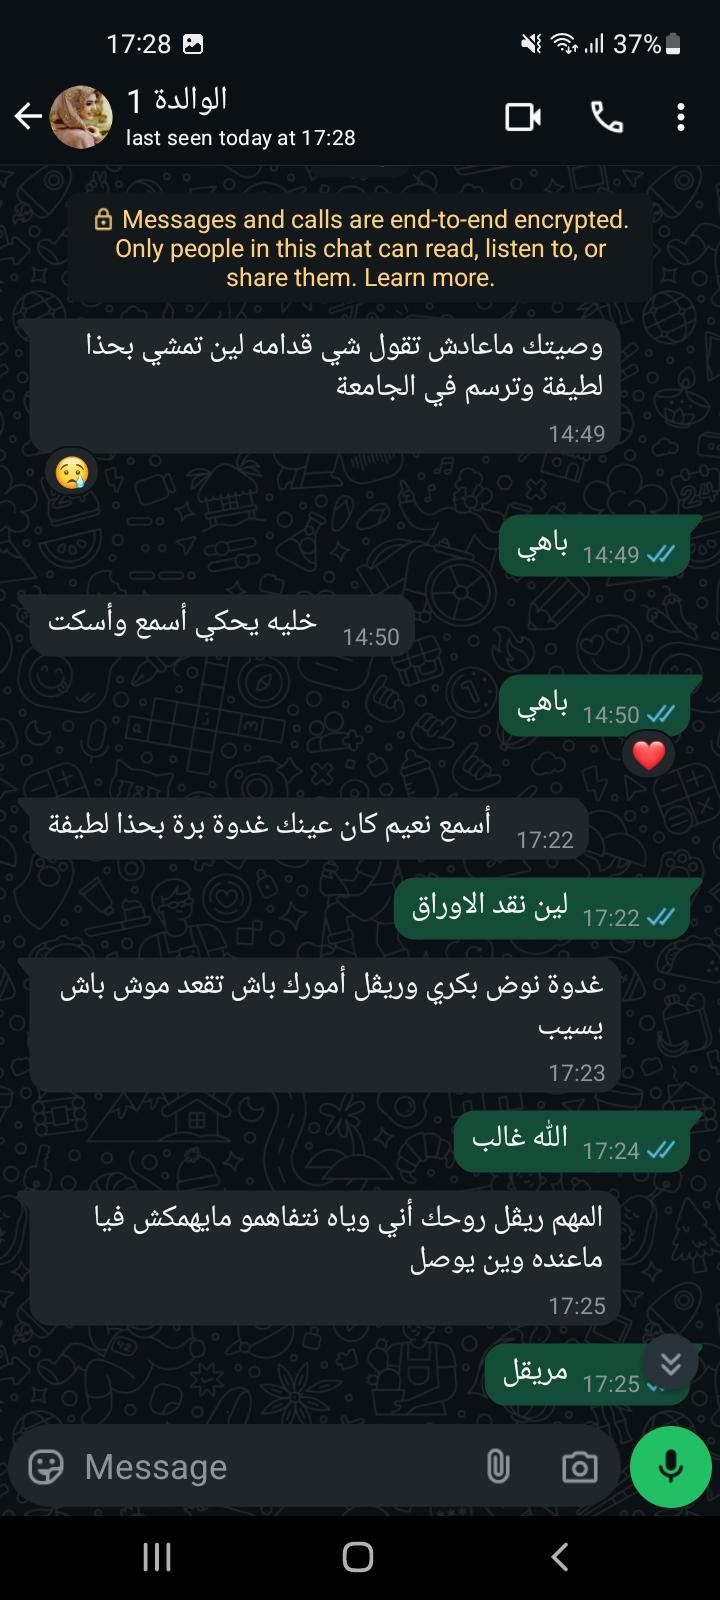 17:28 37%
الوالدة 1
last seen today at 17:28
Messages and calls are end-to-end encrypted.
Only people in this chat can read, listen to, or
share them. Learn more.
وصيتك ماعادش تقول شي قدامه لين تمشي بحذا
لطيفة وترسم في الجامعة
14:49
باهي 14:49
خليه يحكي أسمع وأسكت 14:50
باهي 14:50
أسمع نعيم كان عينك غدوة برة بحذا لطيفة 17:22
لين نقد الاوراق 17:22
غدوة نوض بكري وريڤل أمورك باش تقعد موش باش
يسيب
17:23
الله غالب 17:24
المهم ريڤل روحك أني وياه نتفاهمو مايهمكش فيا
ماعنده وين يوصل
17:25
مريقل 17:25
Message